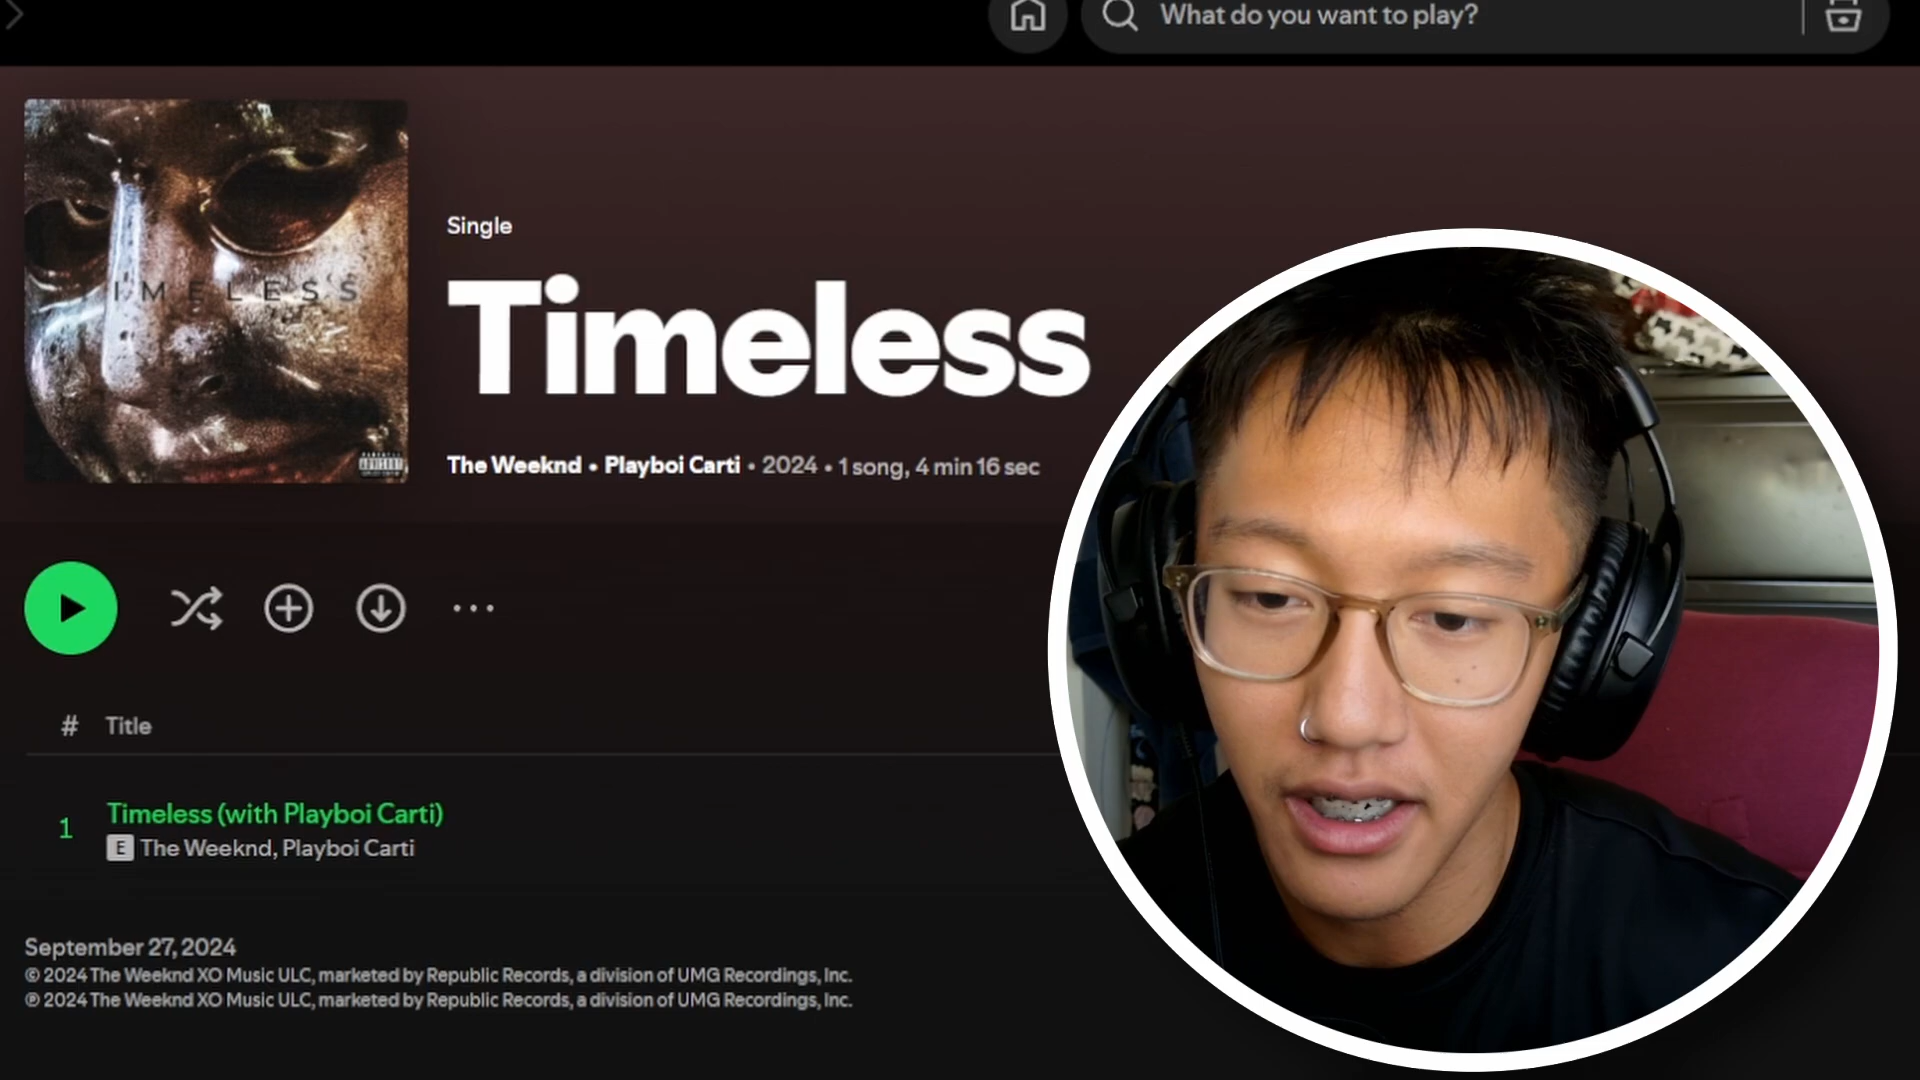 What do you want to play?
TIMELESS
Single
Timeless
The Weeknd • Playboi Carti • 2024 • 1 song, 4 min 16 sec
# Title
1
Timeless (with Playboi Carti)
E The Weeknd, Playboi Carti
September 27, 2024
© 2024 The Weeknd XO Music ULC, marketed by Republic Records, a division of UMG Recordings, Inc.
℗ 2024 The Weeknd XO Music ULC, marketed by Republic Records, a division of UMG Recordings, Inc.